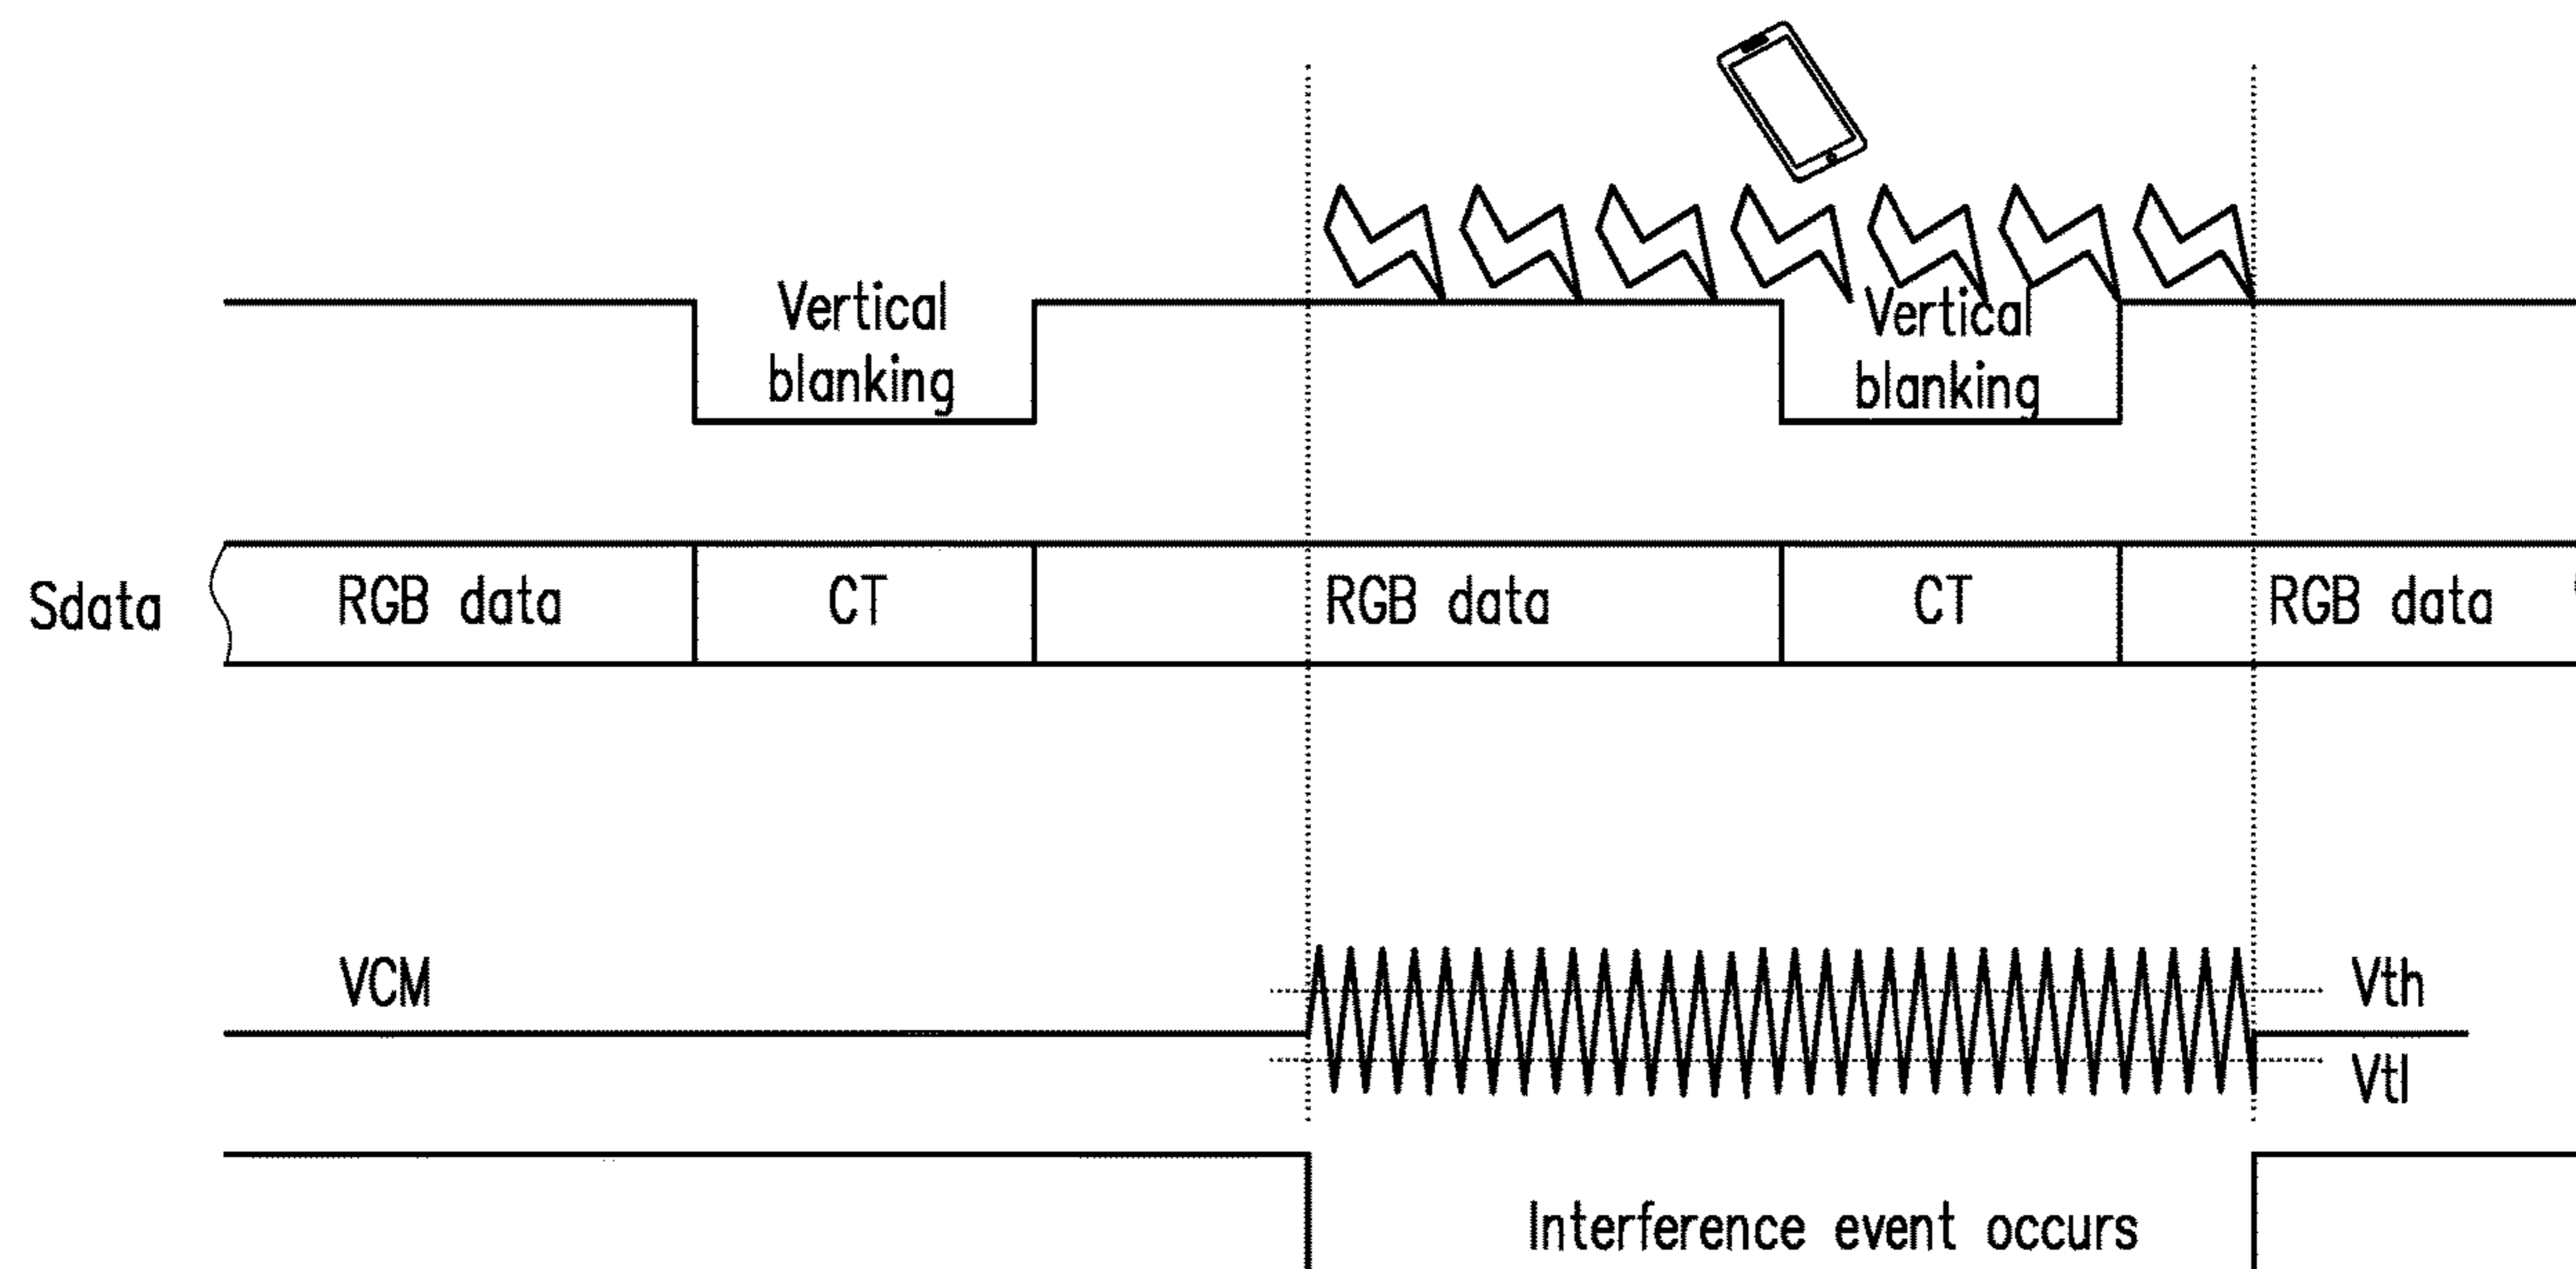 Vertical
blanking
Vertical
blanking
Sdata RGB data CT RGB data CT RGB data
VCM
Vth
Vtl
Interference event occurs